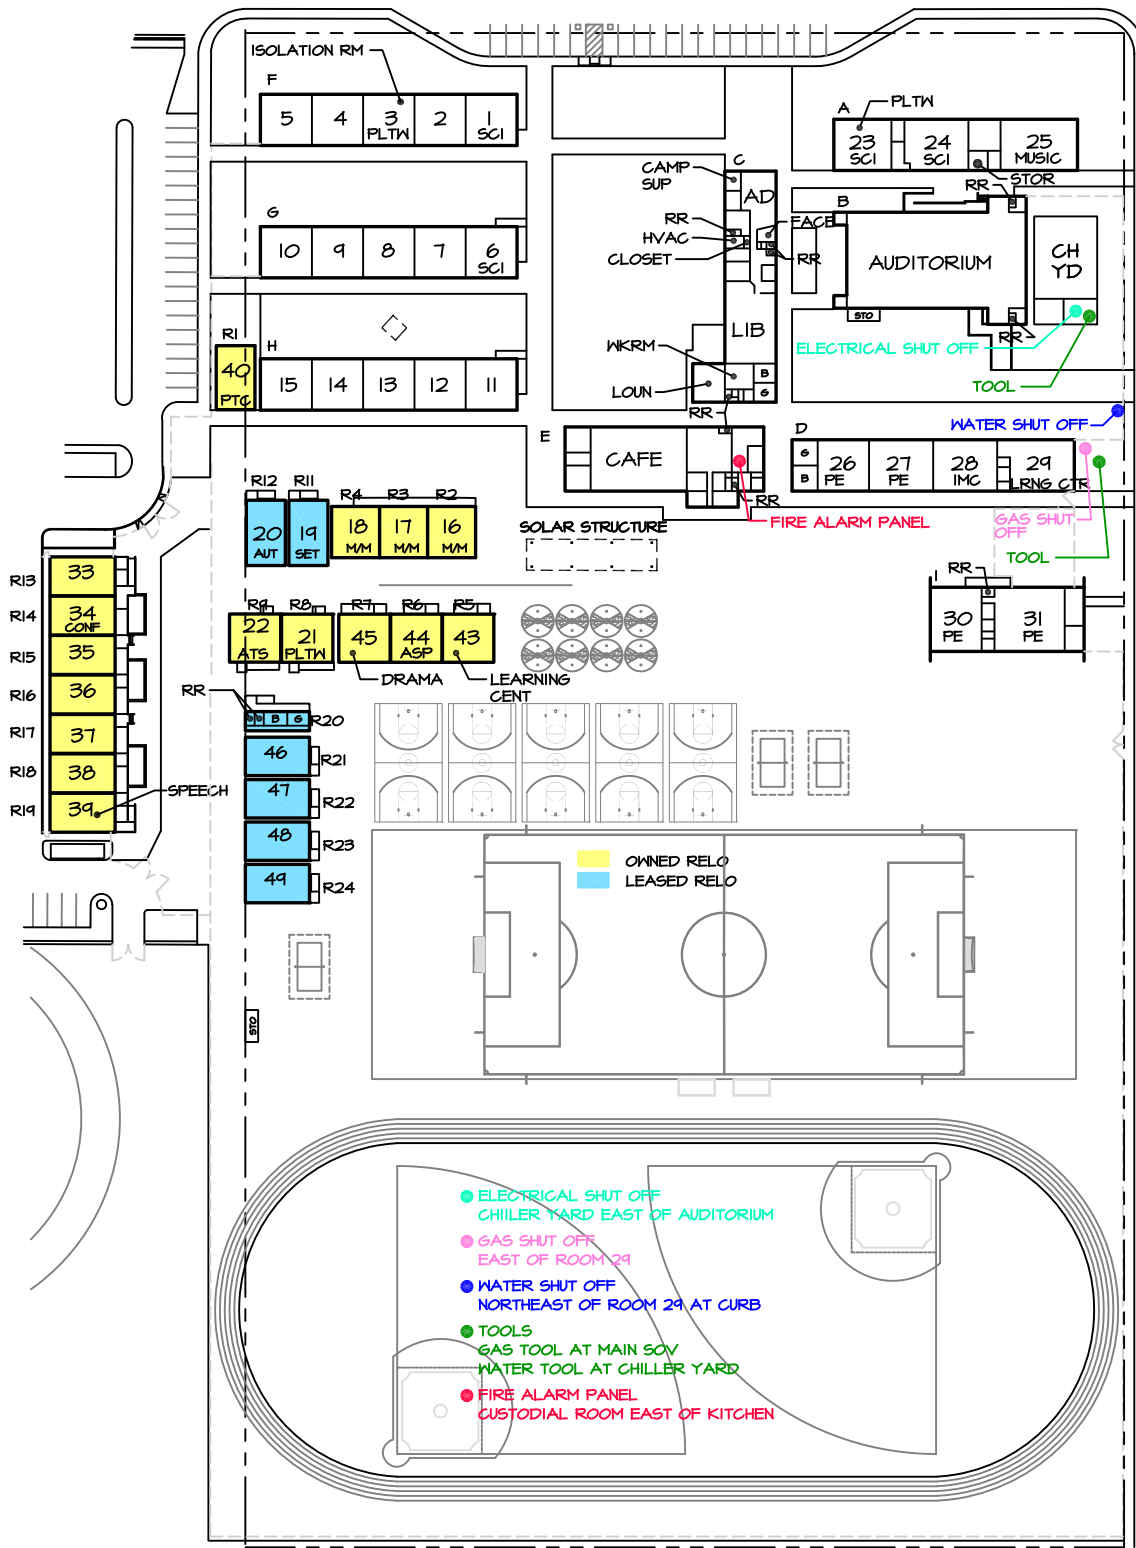 ISOLATION RM
F
5 4 3 2 1
PLTW SCI
A
PLTW
23 24 25
SCI SCI MUSIC
STOR
C
CAMP
SUP
AD
RR
HVAC
CLOSET
FACE
RR
LIB
WKRM
LOUN
B
G
RR
B
RR
AUDITORIUM
STO
RR
CH
YD
ELECTRICAL SHUT OFF
TOOL
WATER SHUT OFF
G
10 9 8 7 6
SCI
R1
40
PTC
H
15 14 13 12 11
E
CAFE
RR
FIRE ALARM PANEL
D
G
B
26 27 28 29
PE PE IMC LRNG CTR
GAS SHUT
OFF
TOOL
R12 R11 R4 R3 R2
20 19 18 17 16
AUT SET M/M M/M M/M
SOLAR STRUCTURE
RR
30 31
PE PE
R13 33
R14 34
CONF
R15 35
R16 36
R17 37
R18 38
R19 39
SPEECH
R9 R8 R7 R6 R5
22 21 45 44 43
ATS PLTW ASP
DRAMA
LEARNING
CENT
RR
B G R20
46 R21
47 R22
48 R23
49 R24
OWNED RELO
LEASED RELO
STO
ELECTRICAL SHUT OFF
CHIILER YARD EAST OF AUDITORIUM
GAS SHUT OFF
EAST OF ROOM 29
WATER SHUT OFF
NORTHEAST OF ROOM 29 AT CURB
TOOLS
GAS TOOL AT MAIN SOV
WATER TOOL AT CHILLER YARD
FIRE ALARM PANEL
CUSTODIAL ROOM EAST OF KITCHEN